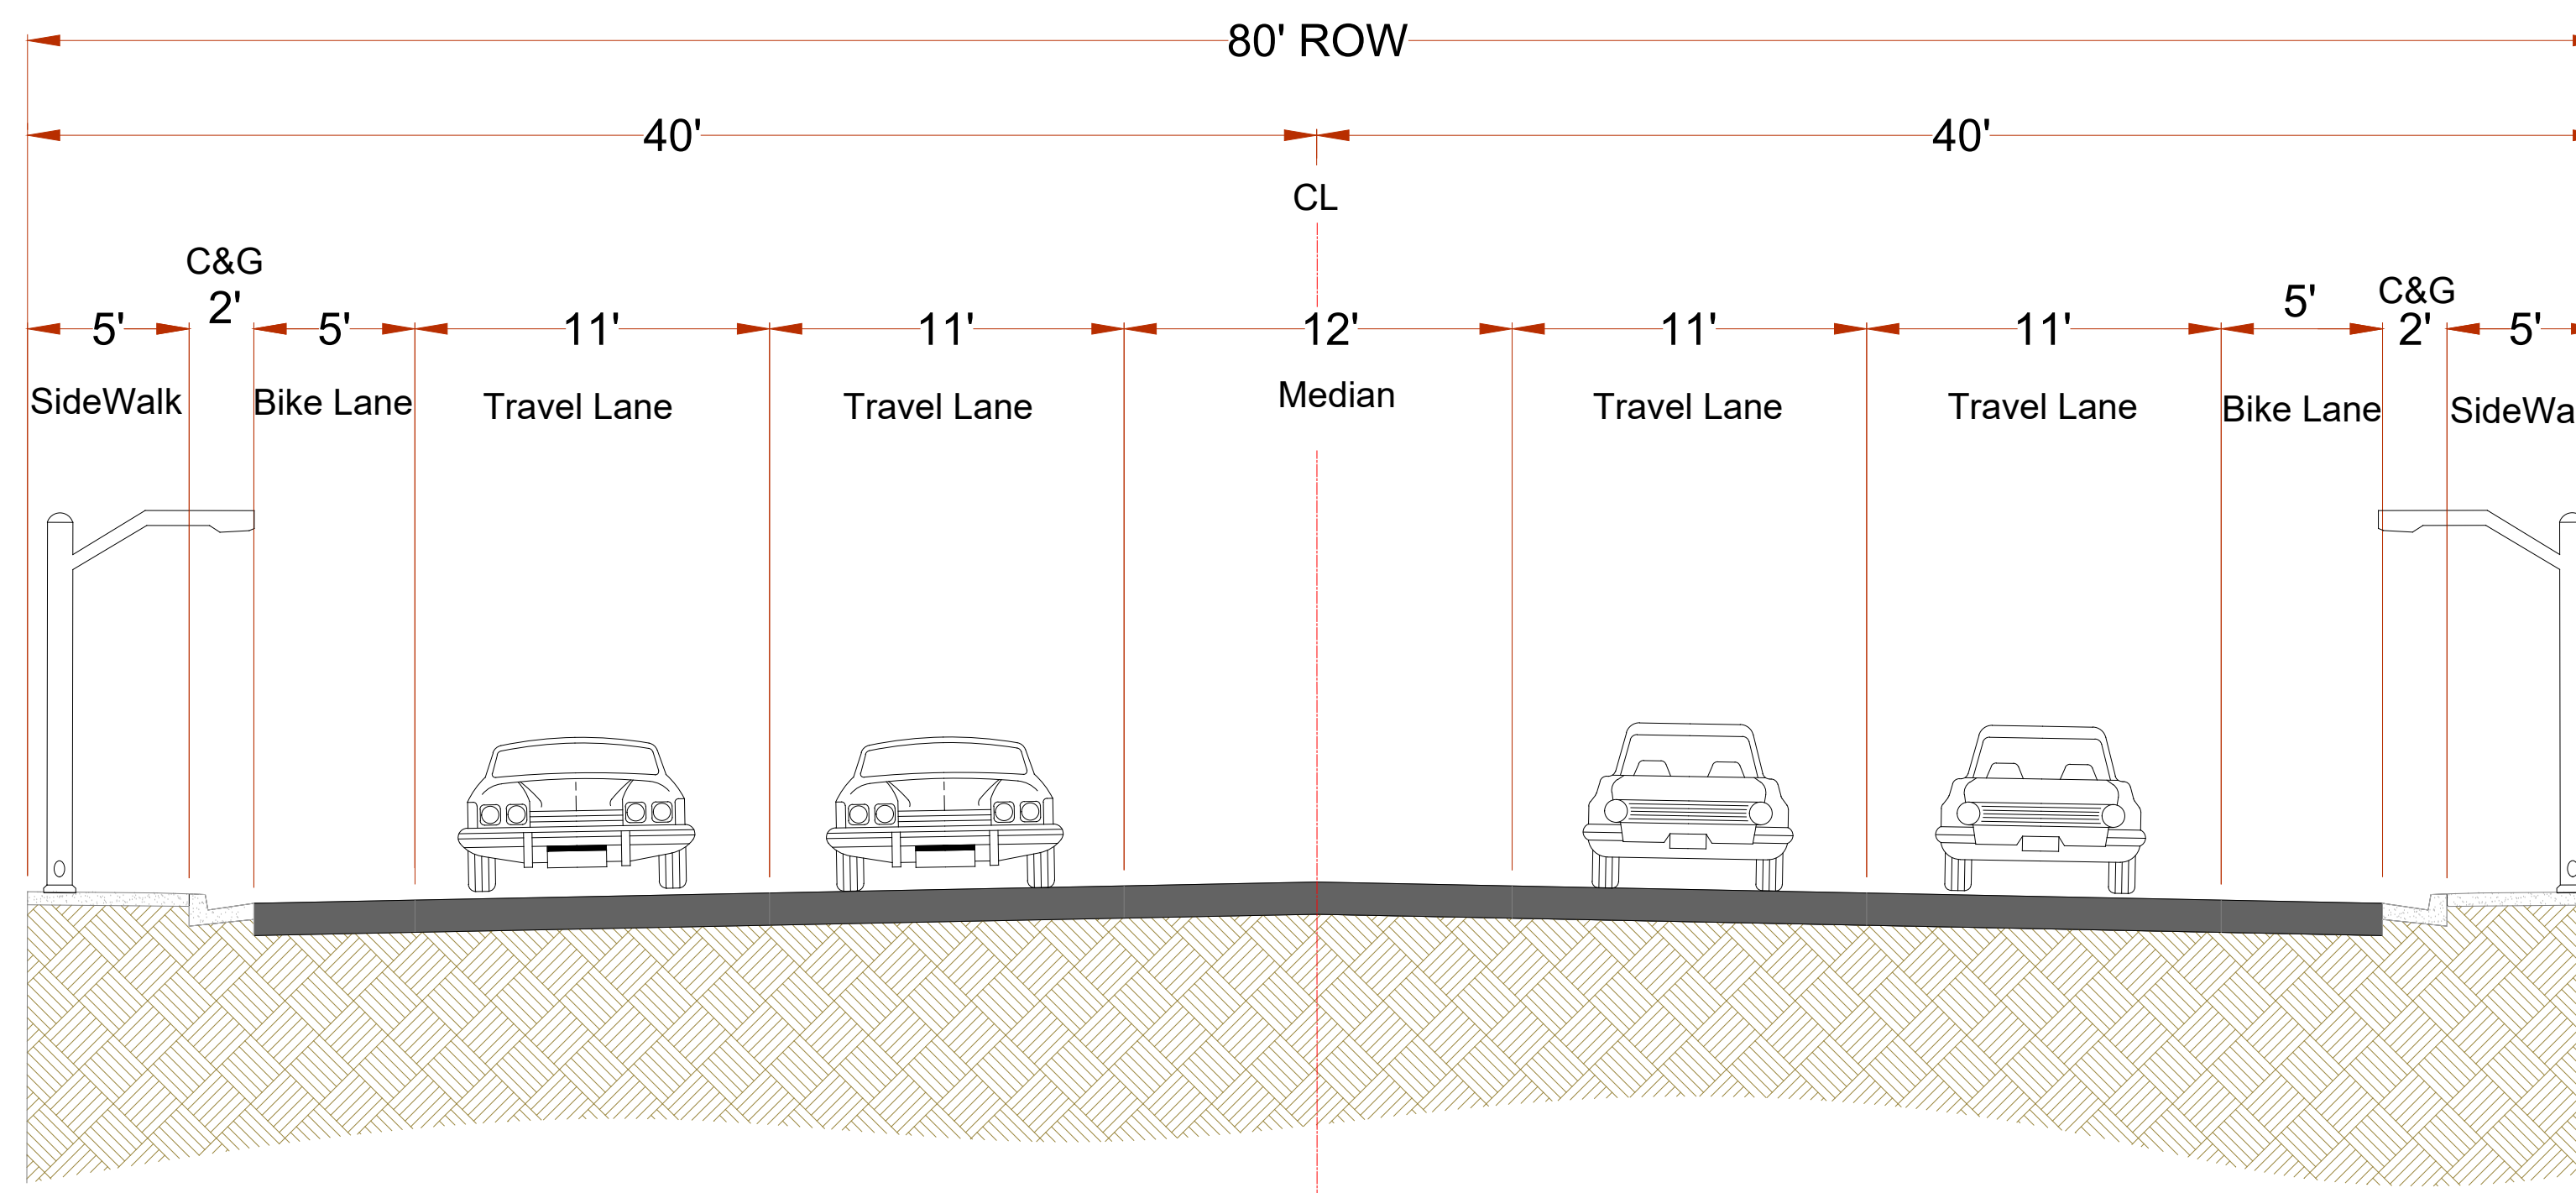 80' ROW
40' 40'
CL
C&G C&G
5' 2' 5' 11' 11' 12' 11' 11' 5' 2' 5'
SideWalk Bike Lane Travel Lane Travel Lane Median Travel Lane Travel Lane Bike Lane SideWa